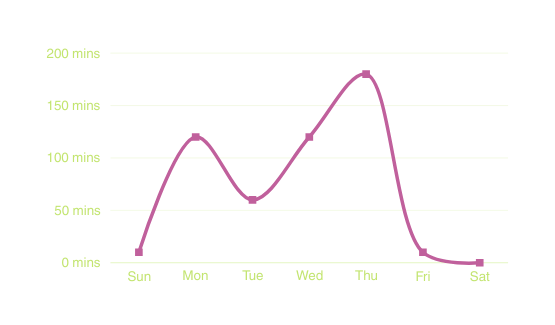 200 mins
150 mins
100 mins
50 mins
0 mins
Sun Mon Tue Wed Thu Fri Sat